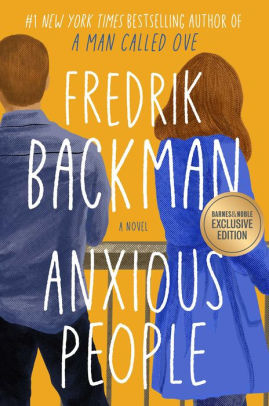 #1 NEW YORK TIMES BESTSELLING AUTHOR OF
A MAN CALLED OVE
FREDRIK
BACKMAN
A NOVEL
BARNES & NOBLE
EXCLUSIVE
EDITION
ANXIOUS
PEOPLE